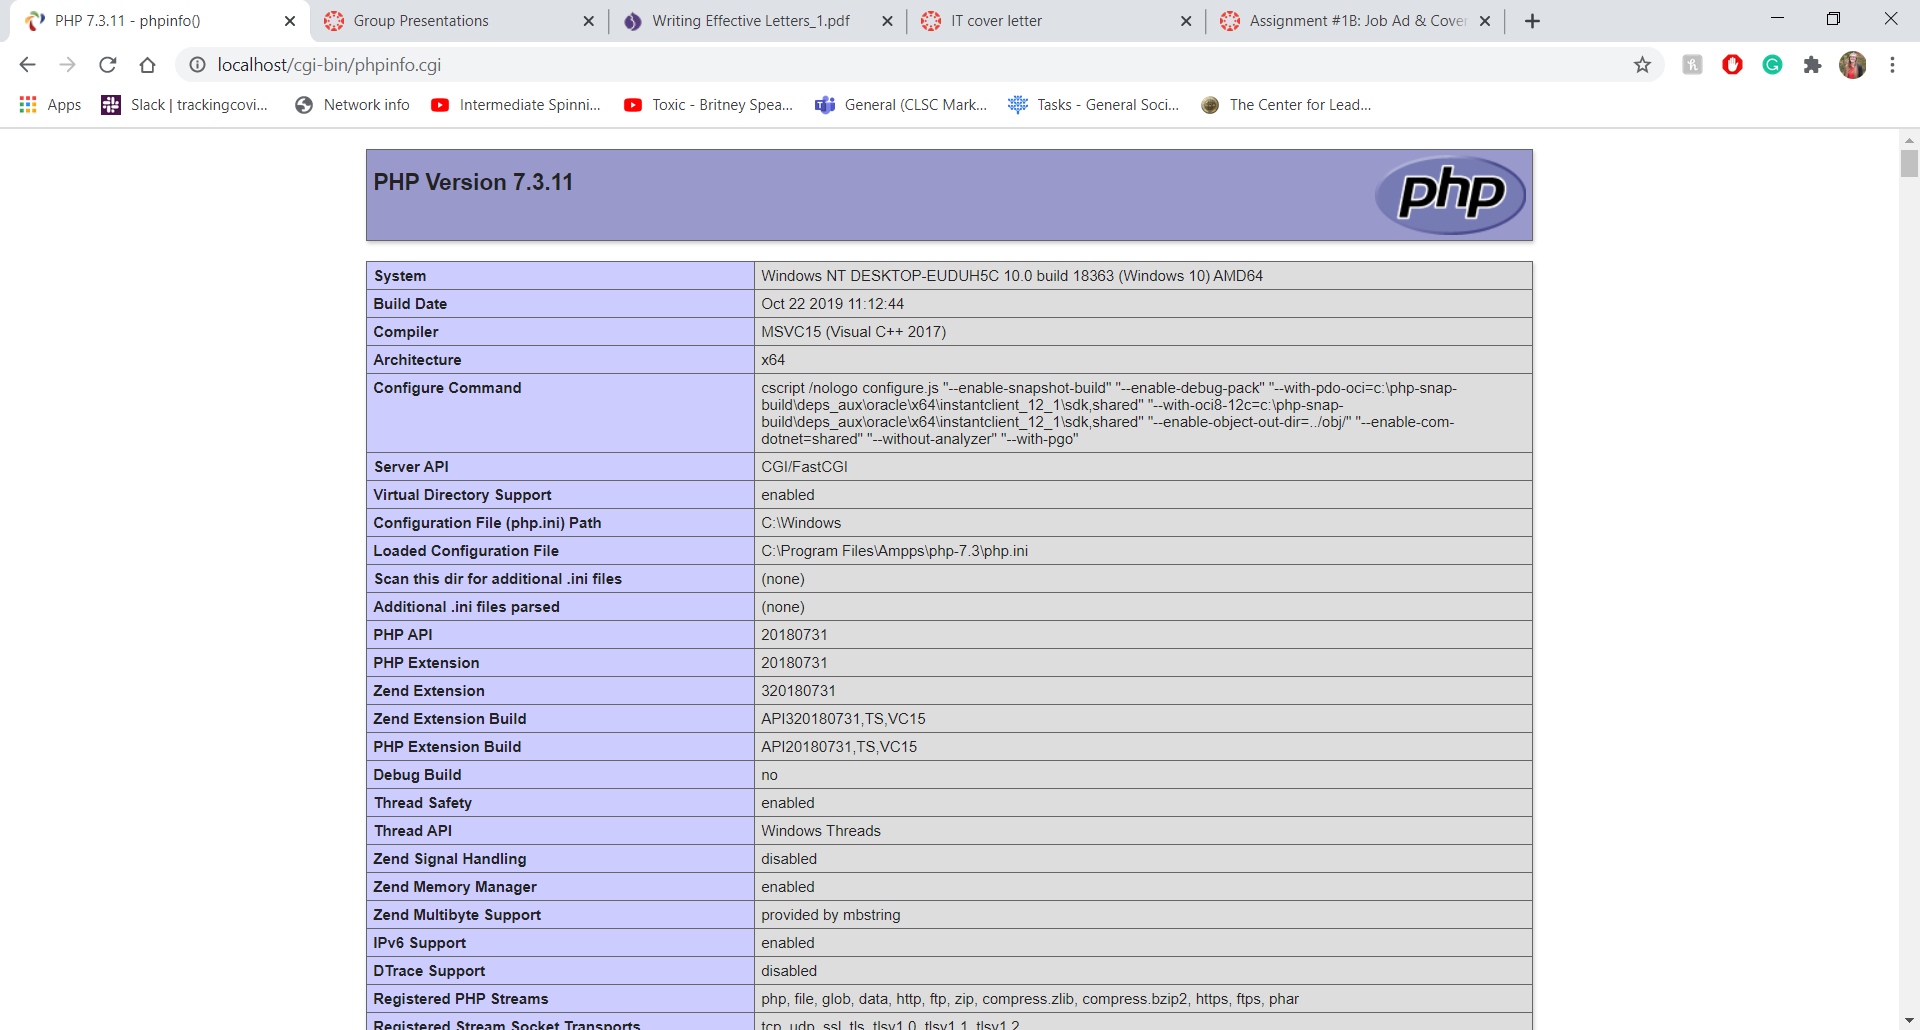 PHP 7.3.11 - phpinfo()
Group Presentations
Writing Effective Letters_1.pdf
IT cover letter
Assignment #1B: Job Ad & Cover
localhost/cgi-bin/phpinfo.cgi
Apps
Slack | trackingcovi...
Network info
Intermediate Spinni...
Toxic - Britney Spea...
General (CLSC Mark...
Tasks - General Soci...
The Center for Lead...
PHP Version 7.3.11
php
System Windows NT DESKTOP-EUDUH5C 10.0 build 18363 (Windows 10) AMD64
Build Date Oct 22 2019 11:12:44
Compiler MSVC15 (Visual C++ 2017)
Architecture x64
Configure Command cscript /nologo configure.js "--enable-snapshot-build" "--enable-debug-pack" "--with-pdo-oci=c:\php-snap-
build\deps_aux\oracle\x64\instantclient_12_1\sdk,shared" "--with-oci8-12c=c:\php-snap-
build\deps_aux\oracle\x64\instantclient_12_1\sdk,shared" "--enable-object-out-dir=../obj/" "--enable-com-
dotnet=shared" "--without-analyzer" "--with-pgo"
Server API CGI/FastCGI
Virtual Directory Support enabled
Configuration File (php.ini) Path C:\Windows
Loaded Configuration File C:\Program Files\Ampps\php-7.3\php.ini
Scan this dir for additional .ini files (none)
Additional .ini files parsed (none)
PHP API 20180731
PHP Extension 20180731
Zend Extension 320180731
Zend Extension Build API320180731,TS,VC15
PHP Extension Build API20180731,TS,VC15
Debug Build no
Thread Safety enabled
Thread API Windows Threads
Zend Signal Handling disabled
Zend Memory Manager enabled
Zend Multibyte Support provided by mbstring
IPv6 Support enabled
DTrace Support disabled
Registered PHP Streams php, file, glob, data, http, ftp, zip, compress.zlib, compress.bzip2, https, ftps, phar
Registered Stream Socket Transports tcp, udp, ssl, tls, tlsv1.0, tlsv1.1, tlsv1.2